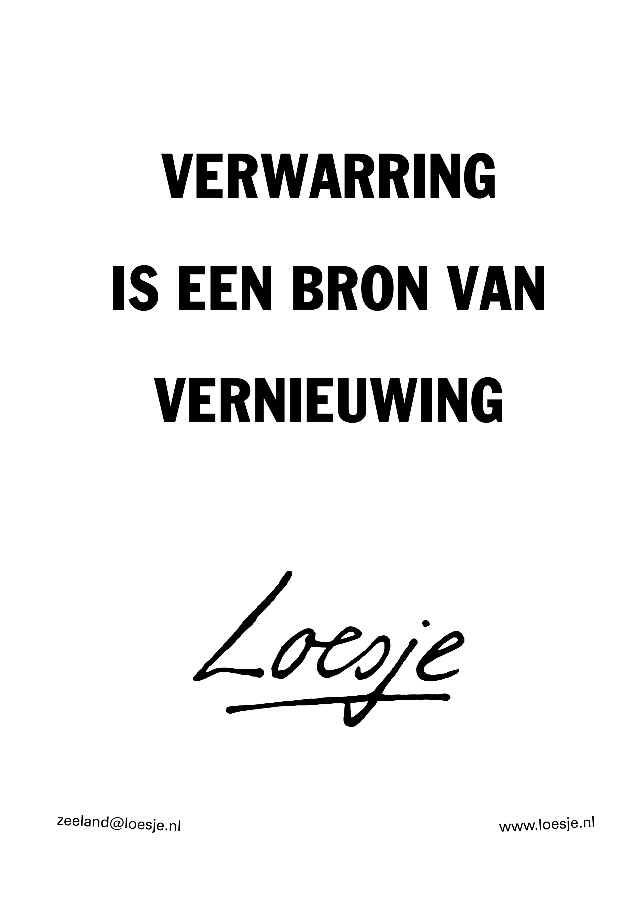 VERWARRING
IS EEN BRON VAN
VERNIEUWING
Loesje
zeeland@loesje.nl
www.loesje.nl